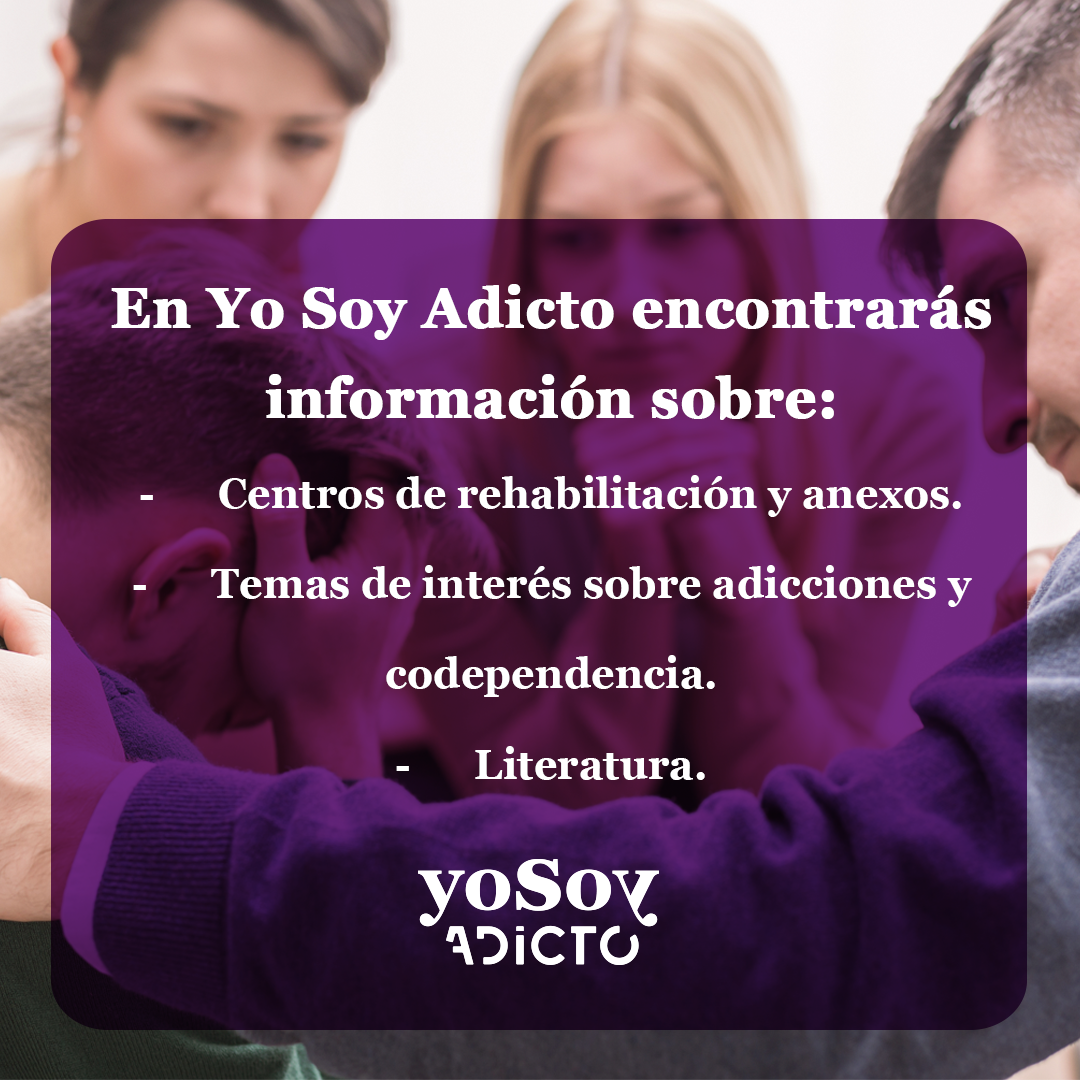 En Yo Soy Adicto encontrarás
información sobre:
- Centros de rehabilitación y anexos.
- Temas de interés sobre adicciones y
codependencia.
- Literatura.
yoSoy
ADiCTO